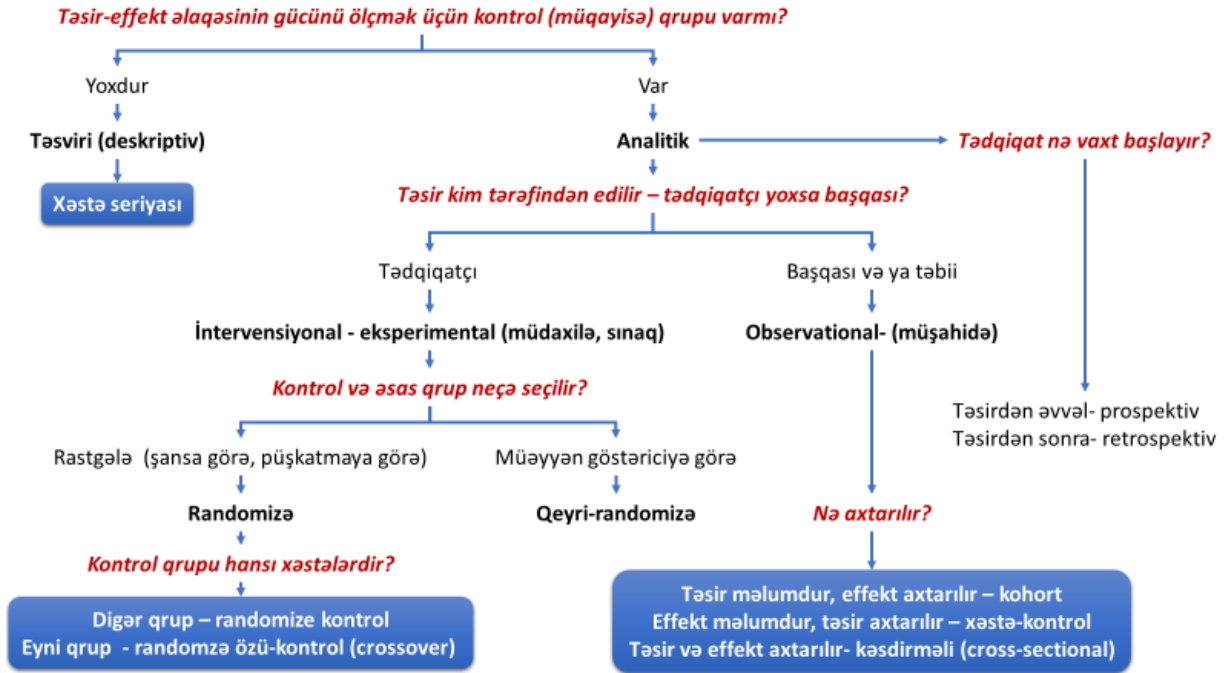 Təsir-effekt əlaqəsinin gücünü ölçmək üçün kontrol (müqayisə) qrupu varmı?
Yoxdur
Var
Təsviri (deskriptiv)
Analitik
Tədqiqat nə vaxt başlayır?
Xəstə seriyası
Təsir kim tərəfindən edilir – tədqiqatçı yoxsa başqası?
Tədqiqatçı
Başqası və ya təbii
İntervensiyonal - eksperimental (müdaxilə, sınaq)
Observational- (müşahidə)
Kontrol və əsas qrup neçə seçilir?
Təsirdən əvvəl- prospektiv
Təsirdən sonra- retrospektiv
Rastgələ (şansa görə, püşkatmaya görə)
Müəyyən göstəriciyə görə
Randomizə
Qeyri-randomizə
Nə axtarılır?
Kontrol qrupu hansı xəstələrdir?
Digər qrup – randomize kontrol
Eyni qrup - randomzə özü-kontrol (crossover)
Təsir məlumdur, effekt axtarılır – kohort
Effekt məlumdur, təsir axtarılır – xəstə-kontrol
Təsir və effekt axtarılır- kəsdirməli (cross-sectional)